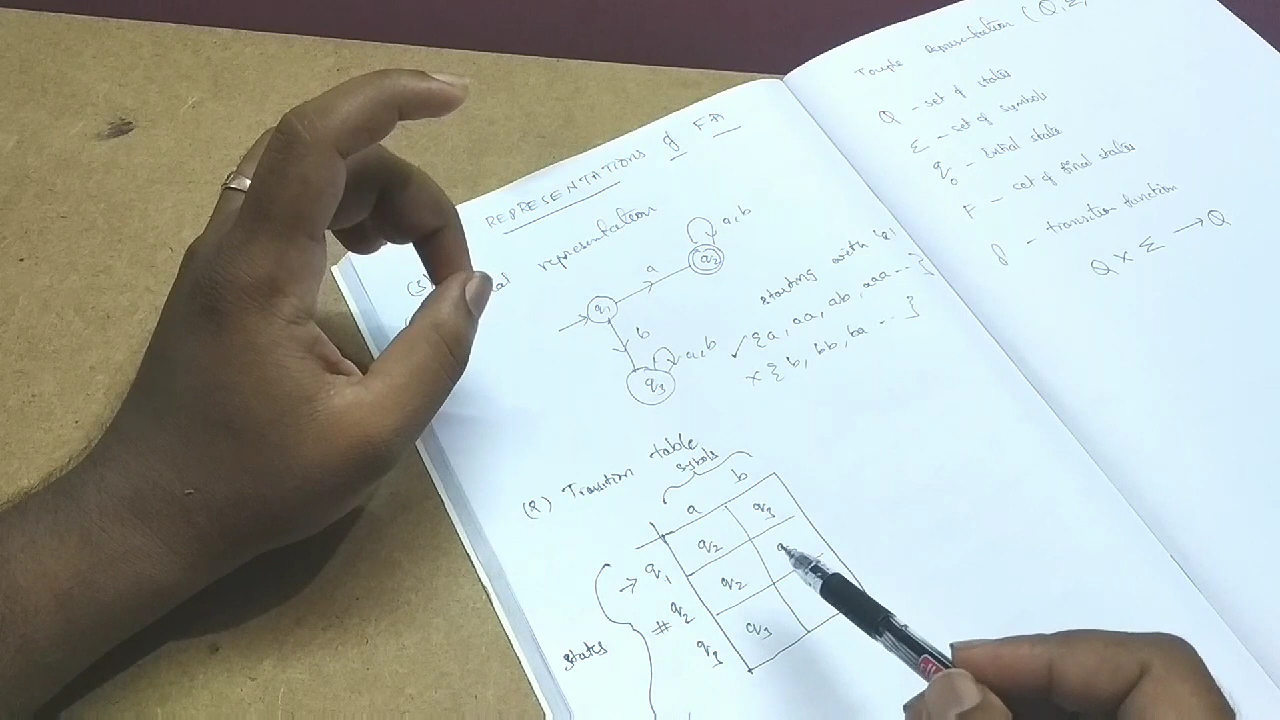 REPRESENTATIONS of FA
representation
a
a,b
q2
q1
b
a,b
q3
starting with 'a'
✓ {a, aa, ab, aaa --}
× {b, bb, ba --}
(2) Transition table
symbols
a b
→ q1 q2 q3
# q2 q2
q3 q3
states
Touple representation (Q, Σ,
Q - set of states
Σ - set of symbols
q0 - initial state
F - set of final states
δ - transition function
Q × Σ → Q